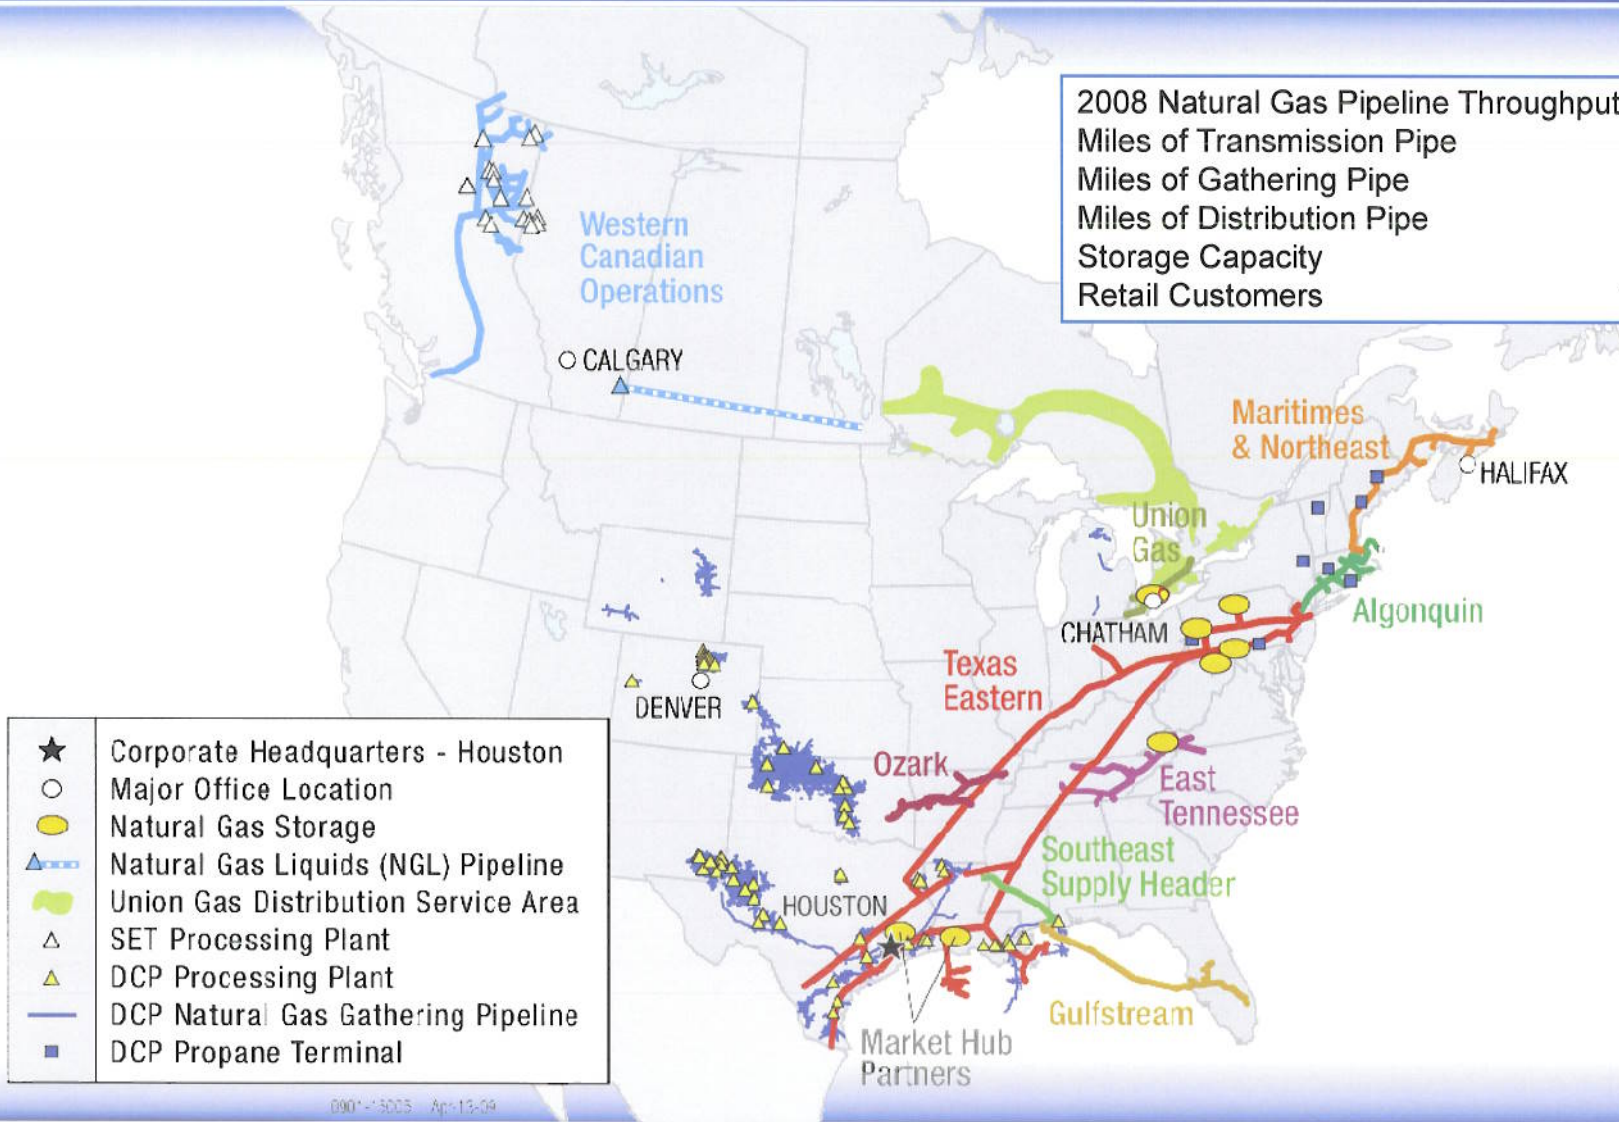 2008 Natural Gas Pipeline Throughput
Miles of Transmission Pipe
Miles of Gathering Pipe
Miles of Distribution Pipe
Storage Capacity
Retail Customers
Western
Canadian
Operations
CALGARY
Maritimes
& Northeast
HALIFAX
Union
Gas
CHATHAM
Algonquin
Texas
Eastern
DENVER
Ozark
East
Tennessee
Southeast
Supply Header
HOUSTON
Gulfstream
Market Hub
Partners
Corporate Headquarters - Houston
Major Office Location
Natural Gas Storage
Natural Gas Liquids (NGL) Pipeline
Union Gas Distribution Service Area
SET Processing Plant
DCP Processing Plant
DCP Natural Gas Gathering Pipeline
DCP Propane Terminal